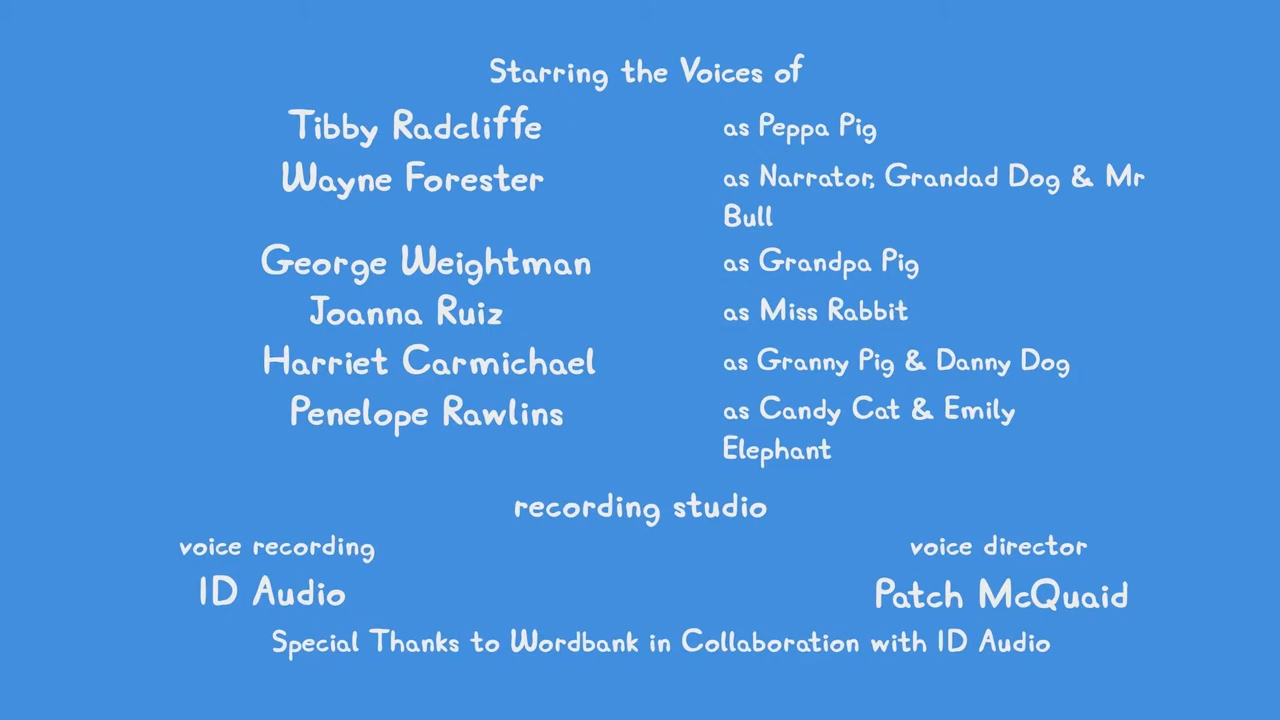 Starring the Voices of
Tibby Radcliffe as Peppa Pig
Wayne Forester as Narrator, Grandad Dog & Mr
Bull
George Weightman as Grandpa Pig
Joanna Ruiz as Miss Rabbit
Harriet Carmichael as Granny Pig & Danny Dog
Penelope Rawlins as Candy Cat & Emily
Elephant
recording studio
voice recording voice director
ID Audio Patch McQuaid
Special Thanks to Wordbank in Collaboration with ID Audio